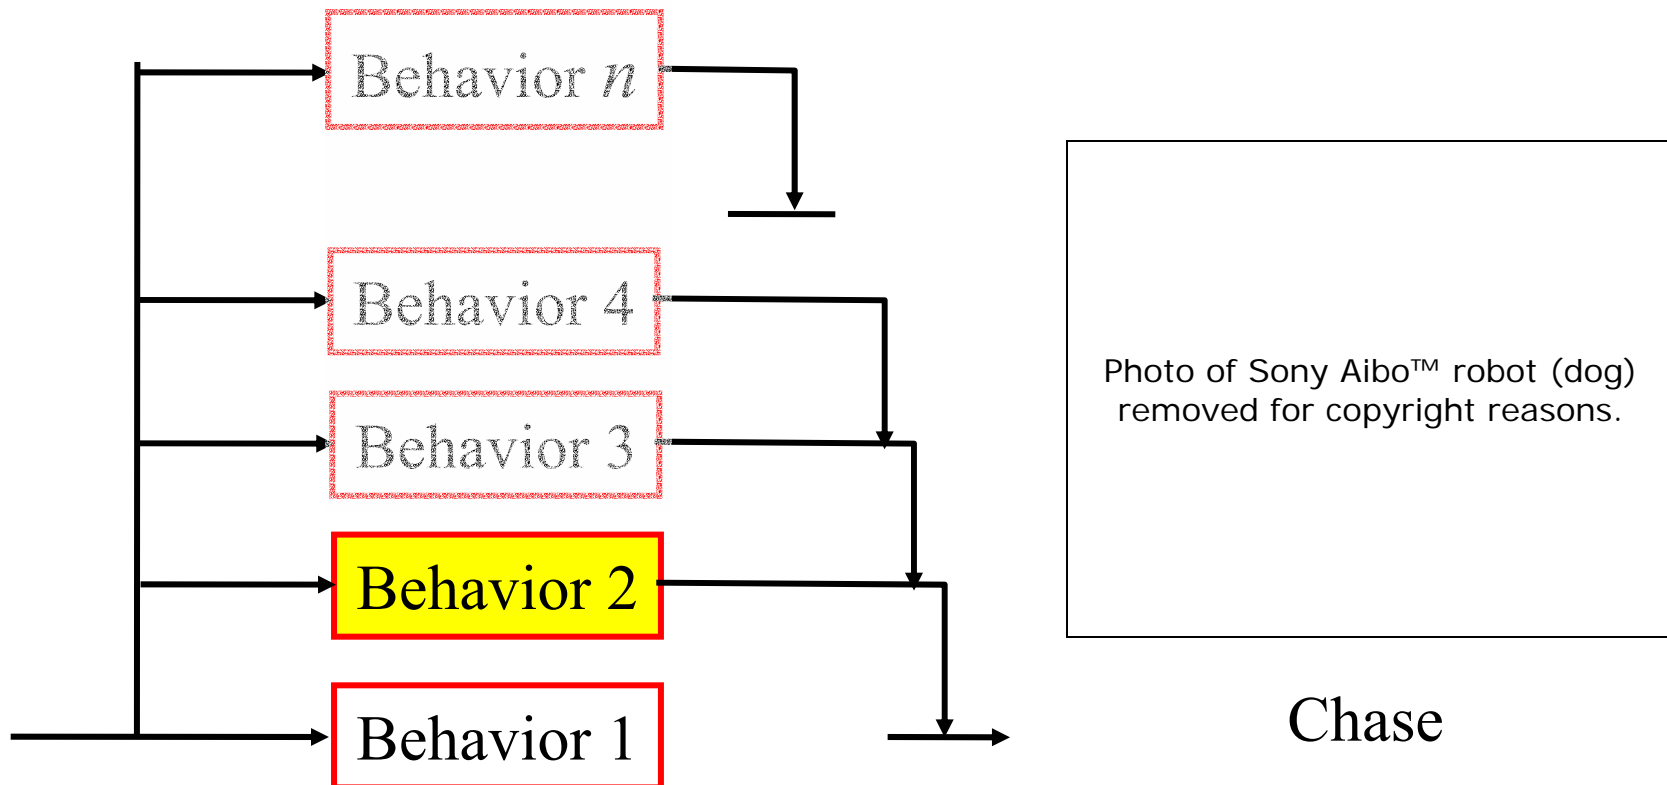 Behavior n
Behavior 4
Behavior 3
Behavior 2
Behavior 1
Photo of Sony Aibo™ robot (dog)
removed for copyright reasons.
Chase